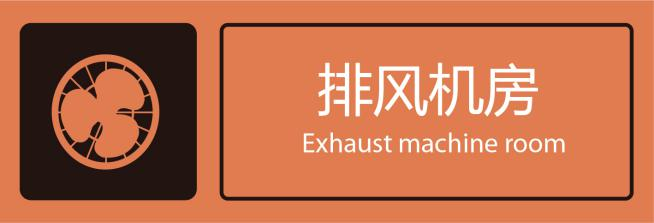 排风机房
Exhaust machine room